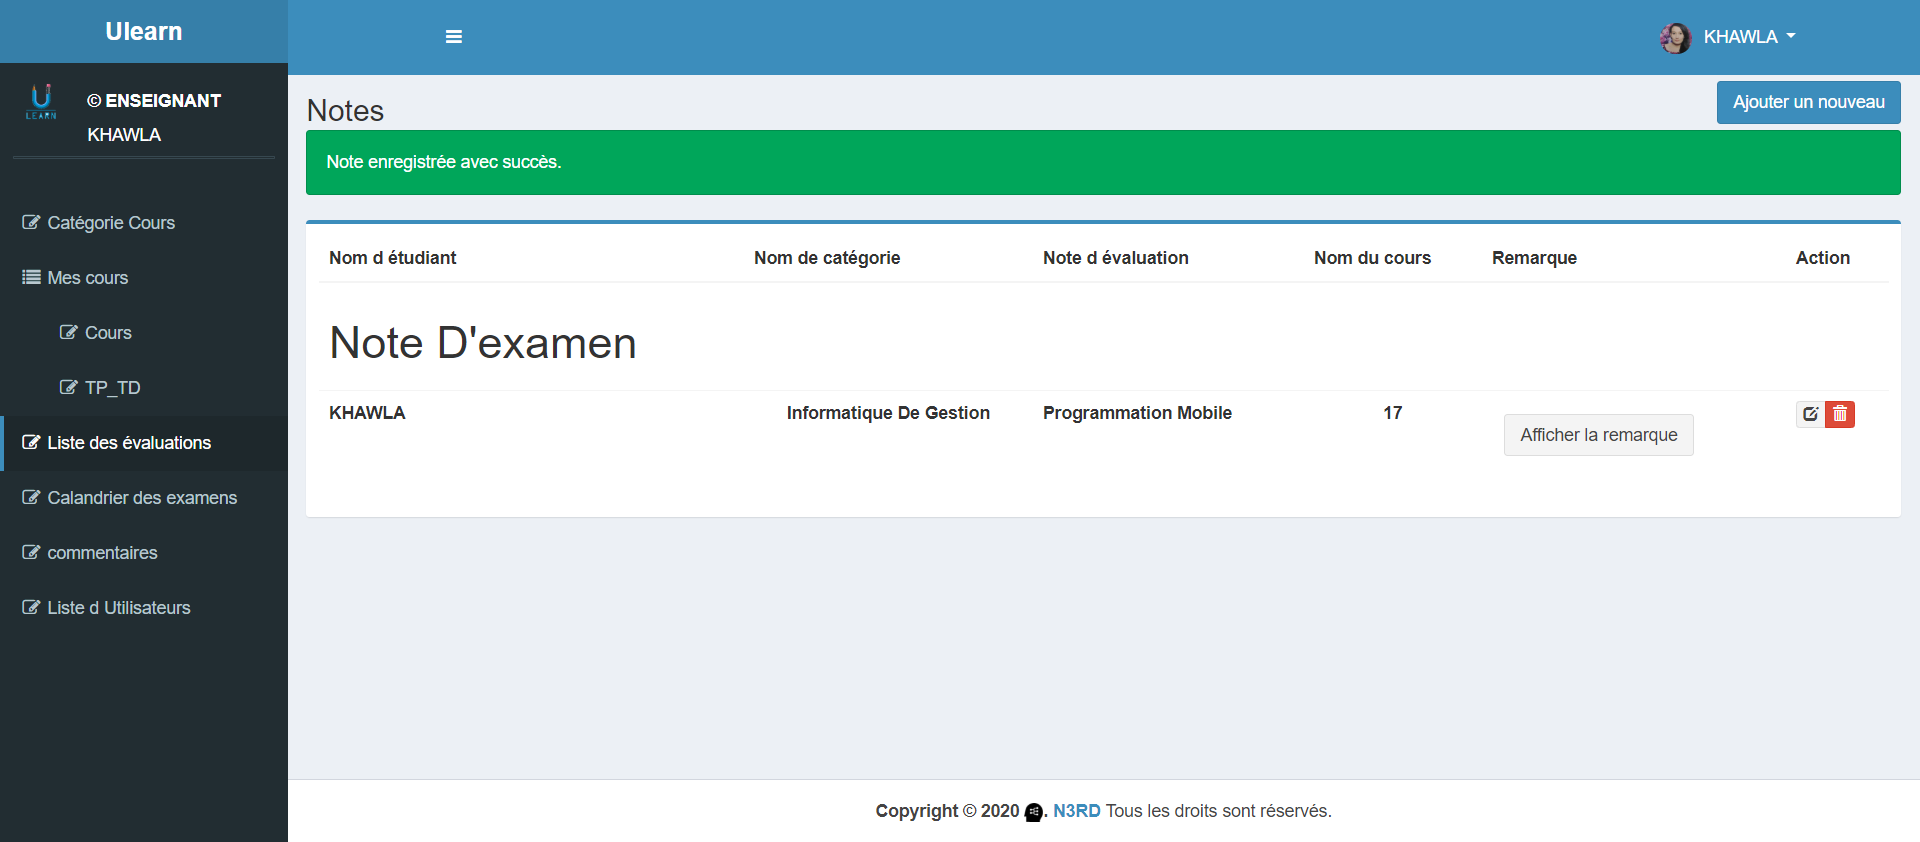 Ulearn
KHAWLA
LEARN
© ENSEIGNANT
KHAWLA
Catégorie Cours
Mes cours
Cours
TP_TD
Liste des évaluations
Calandrier des examens
commentaires
Liste d Utilisateurs
Notes
Ajouter un nouveau
Note enregistrée avec succès.
Nom d étudiant Nom de catégorie Note d évaluation Nom du cours Remarque Action
Note D'examen
KHAWLA Informatique De Gestion Programmation Mobile 17 Afficher la remarque
Copyright © 2020 . N3RD Tous les droits sont réservés.